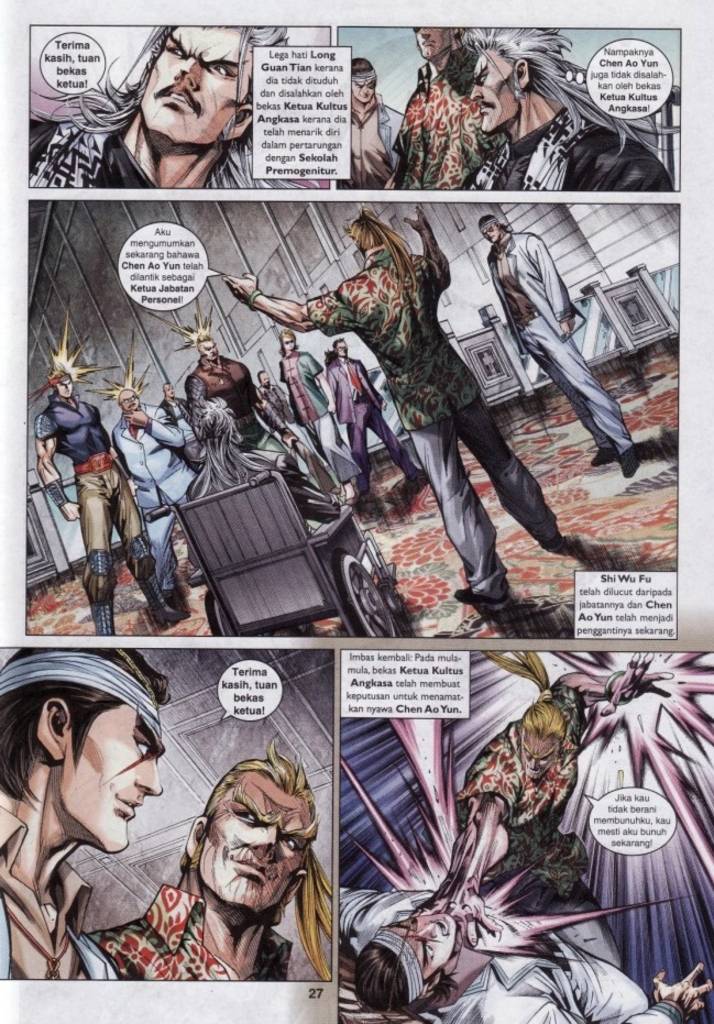 Terima
kasih, tuan
bekas
ketua!
Lega hati Long
Guan Tian kerana
dia tidak dituduh
dan disalahkan oleh
bekas Ketua Kultus
Angkasa kerana dia
telah menarik diri
dalam pertarungan
dengan Sekolah
Premogenitur.
Nampaknya
Chen Ao Yun
juga tidak disalah-
kan oleh bekas
Ketua Kultus
Angkasa!
Aku
mengumumkan
sekarang bahawa
Chen Ao Yun telah
dilantik sebagai
Ketua Jabatan
Personel!
Shi Wu Fu
telah dilucut daripada
jabatannya dan Chen
Ao Yun telah menjadi
penggantinya sekarang.
Terima
kasih, tuan
bekas
ketua!
Imbas kembali: Pada mula-
mula, bekas Ketua Kultus
Angkasa telah membuat
keputusan untuk menamat-
kan nyawa Chen Ao Yun.
Jika kau
tidak berani
membunuhku, kau
mesti aku bunuh
sekarang!
27